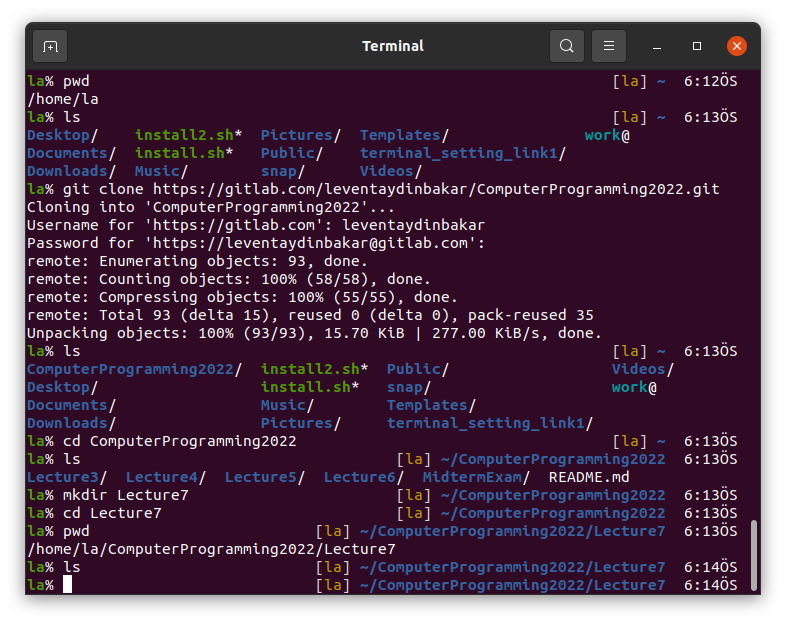 Terminal
la% pwd [la] ~ 6:12ÖS
/home/la
la% ls [la] ~ 6:13ÖS
Desktop/ install2.sh* Pictures/ Templates/ work@
Documents/ install.sh* Public/ terminal_setting_link1/
Downloads/ Music/ snap/ Videos/
la% git clone https://gitlab.com/leventaydinbakar/ComputerProgramming2022.git
Cloning into 'ComputerProgramming2022'...
Username for 'https://gitlab.com': leventaydinbakar
Password for 'https://leventaydinbakar@gitlab.com':
remote: Enumerating objects: 93, done.
remote: Counting objects: 100% (58/58), done.
remote: Compressing objects: 100% (55/55), done.
remote: Total 93 (delta 15), reused 0 (delta 0), pack-reused 35
Unpacking objects: 100% (93/93), 15.70 KiB | 277.00 KiB/s, done.
la% ls [la] ~ 6:13ÖS
ComputerProgramming2022/ install2.sh* Public/ Videos/
Desktop/ install.sh* snap/ work@
Documents/ Music/ Templates/
Downloads/ Pictures/ terminal_setting_link1/
la% cd ComputerProgramming2022 [la] ~ 6:13ÖS
la% ls [la] ~/ComputerProgramming2022 6:13ÖS
Lecture3/ Lecture4/ Lecture5/ Lecture6/ MidtermExam/ README.md
la% mkdir Lecture7 [la] ~/ComputerProgramming2022 6:13ÖS
la% cd Lecture7 [la] ~/ComputerProgramming2022 6:13ÖS
la% pwd [la] ~/ComputerProgramming2022/Lecture7 6:13ÖS
/home/la/ComputerProgramming2022/Lecture7
la% ls [la] ~/ComputerProgramming2022/Lecture7 6:14ÖS
la% [la] ~/ComputerProgramming2022/Lecture7 6:14ÖS